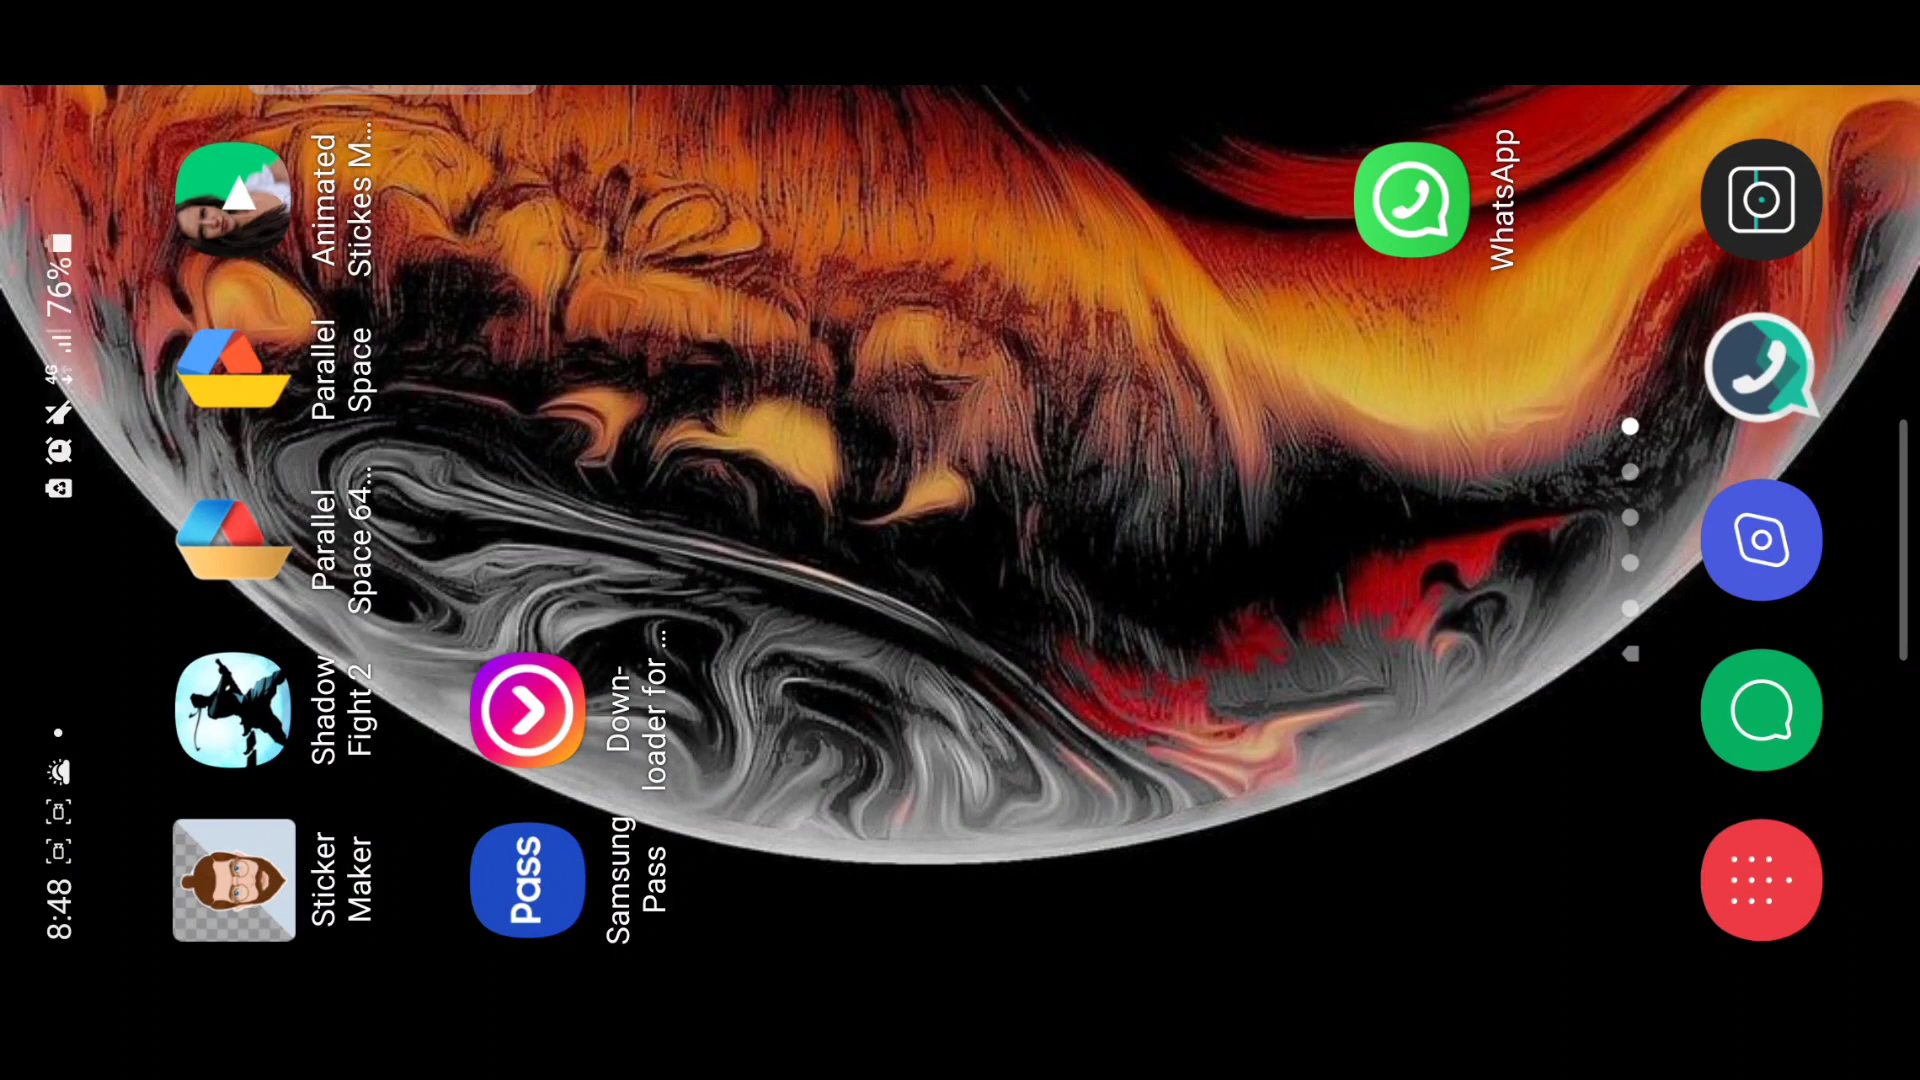 8:48
4G
76%
Sticker
Maker
Shadow
Fight 2
Parallel
Space 64...
Parallel
Space
Animated
Stickes M...
Pass
Samsung
Pass
Down-
loader for ...
WhatsApp